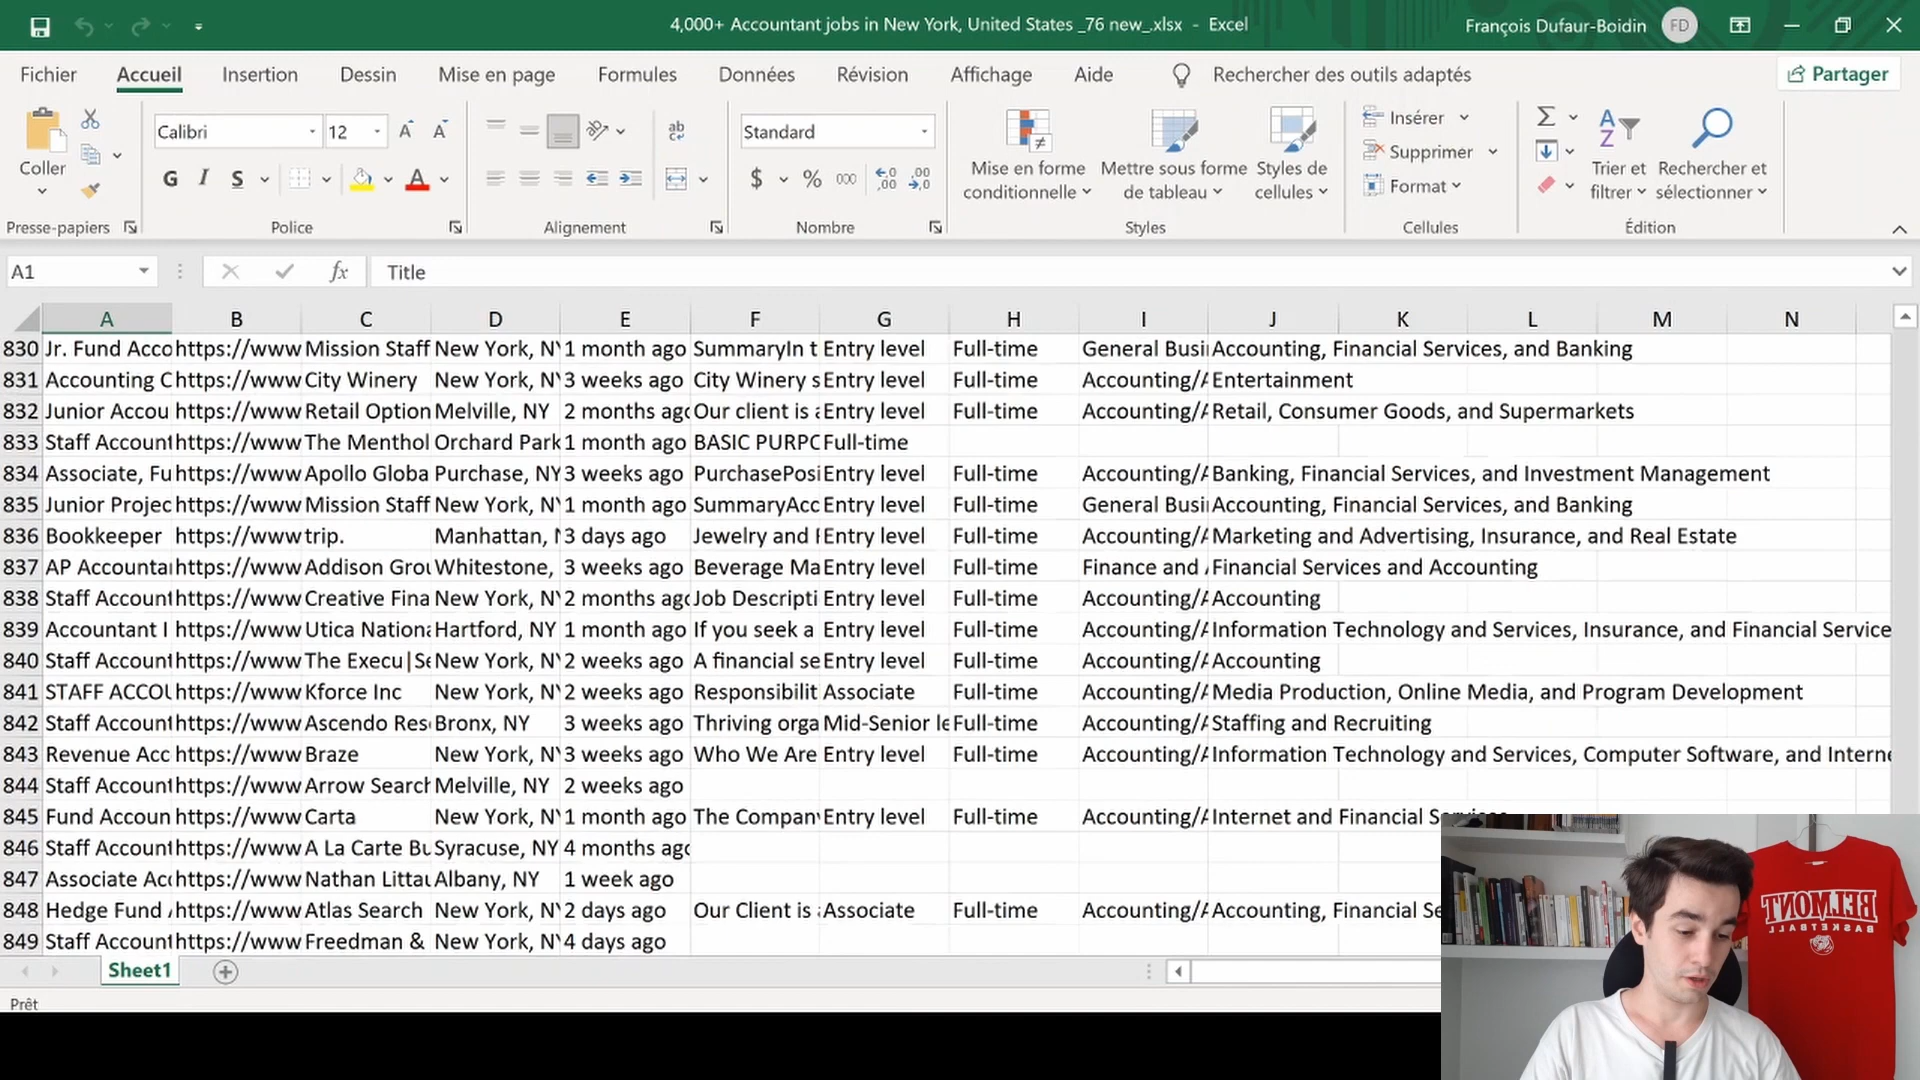 4,000+ Accountant jobs in New York, United States _76 new_.xlsx - Excel
François Dufaur-Boidin FD
Fichier Accueil Insertion Dessin Mise en page Formules Données Révision Affichage Aide Rechercher des outils adaptés Partager
Coller
Calibri 12
G I S
Standard
$ % 000
Mise en forme conditionnelle
Mettre sous forme de tableau
Styles de cellules
Insérer
Supprimer
Format
Trier et filtrer
Rechercher et sélectionner
Presse-papiers Police Alignement Nombre Styles Cellules Édition
A1 fx Title
A B C D E F G H I J K L M N
830 Jr. Fund Acco https://www Mission Staff New York, NY 1 month ago SummaryIn t Entry level Full-time General Busi Accounting, Financial Services, and Banking
831 Accounting C https://www City Winery New York, NY 3 weeks ago City Winery s Entry level Full-time Accounting/A Entertainment
832 Junior Accou https://www Retail Option Melville, NY 2 months ago Our client is a Entry level Full-time Accounting/A Retail, Consumer Goods, and Supermarkets
833 Staff Account https://www The Menthol Orchard Park 1 month ago BASIC PURPO Full-time
834 Associate, Fu https://www Apollo Globa Purchase, NY 3 weeks ago PurchasePosi Entry level Full-time Accounting/A Banking, Financial Services, and Investment Management
835 Junior Projec https://www Mission Staff New York, NY 1 month ago SummaryAcc Entry level Full-time General Busi Accounting, Financial Services, and Banking
836 Bookkeeper https://www trip. Manhattan, 3 days ago Jewelry and Entry level Full-time Accounting/A Marketing and Advertising, Insurance, and Real Estate
837 AP Accounta https://www Addison Grou Whitestone, 3 weeks ago Beverage Ma Entry level Full-time Finance and Financial Services and Accounting
838 Staff Account https://www Creative Fina New York, NY 2 months ago Job Descripti Entry level Full-time Accounting/A Accounting
839 Accountant I https://www Utica Nationa Hartford, NY 1 month ago If you seek a Entry level Full-time Accounting/A Information Technology and Services, Insurance, and Financial Service
840 Staff Account https://www The Execu|Se New York, NY 2 weeks ago A financial se Entry level Full-time Accounting/A Accounting
841 STAFF ACCOU https://www Kforce Inc New York, NY 2 weeks ago Responsibilit Associate Full-time Accounting/A Media Production, Online Media, and Program Development
842 Staff Account https://www Ascendo Res Bronx, NY 3 weeks ago Thriving orga Mid-Senior le Full-time Accounting/A Staffing and Recruiting
843 Revenue Acc https://www Braze New York, NY 3 weeks ago Who We Are Entry level Full-time Accounting/A Information Technology and Services, Computer Software, and Interne
844 Staff Account https://www Arrow Search Melville, NY 2 weeks ago
845 Fund Accoun https://www Carta New York, NY 1 month ago The Company Entry level Full-time Accounting/A Internet and Financial Services
846 Staff Account https://www A La Carte Bu Syracuse, NY 4 months ago
847 Associate Acc https://www Nathan Littau Albany, NY 1 week ago
848 Hedge Fund https://www Atlas Search New York, NY 2 days ago Our Client is Associate Full-time Accounting/A Accounting, Financial Se
849 Staff Account https://www Freedman & New York, NY 4 days ago
Sheet1
Prêt
BELMONT
BASKETBALL